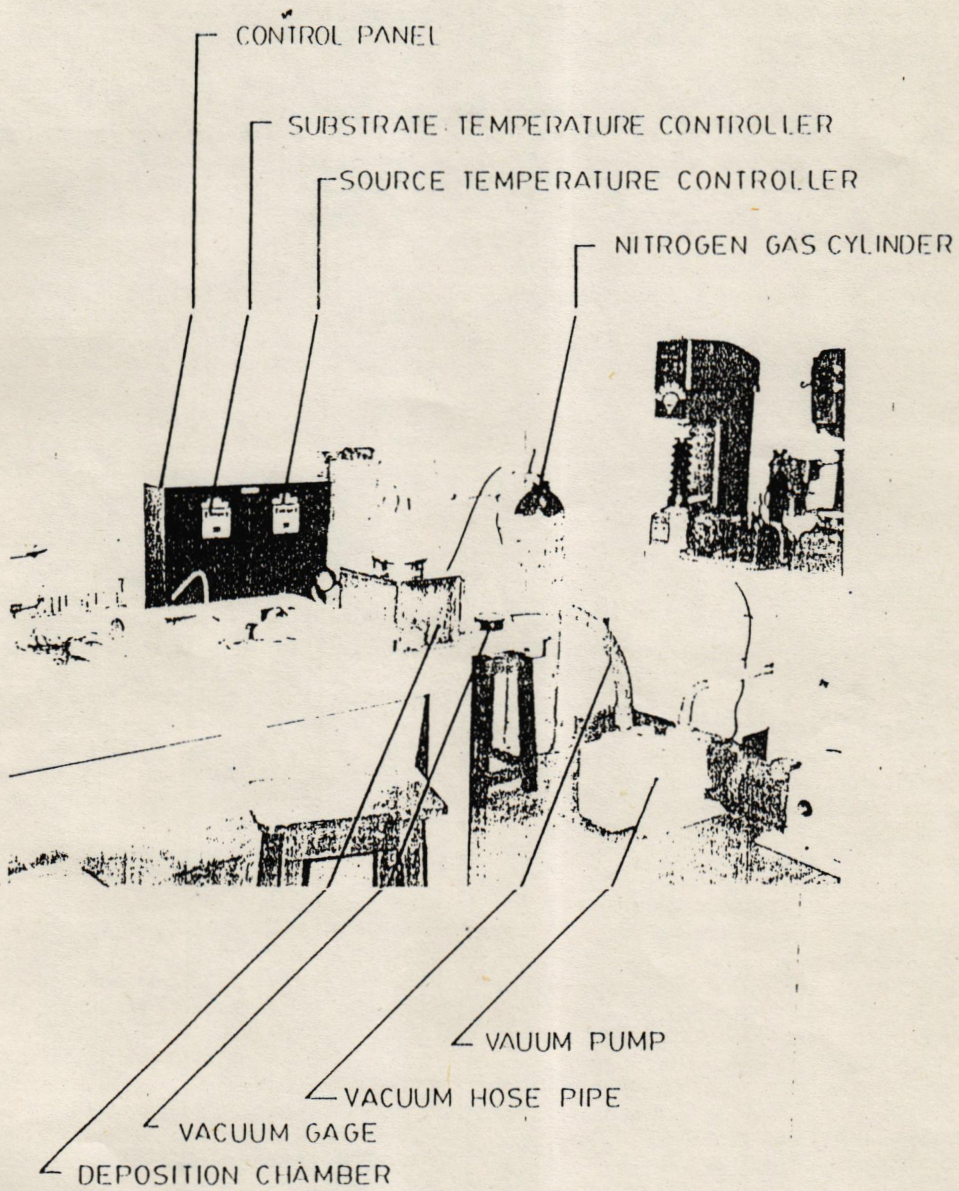 CONTROL PANEL
SUBSTRATE TEMPERATURE CONTROLLER
SOURCE TEMPERATURE CONTROLLER
NITROGEN GAS CYLINDER
VAUUM PUMP
VACUUM HOSE PIPE
VACUUM GAGE
DEPOSITION CHAMBER